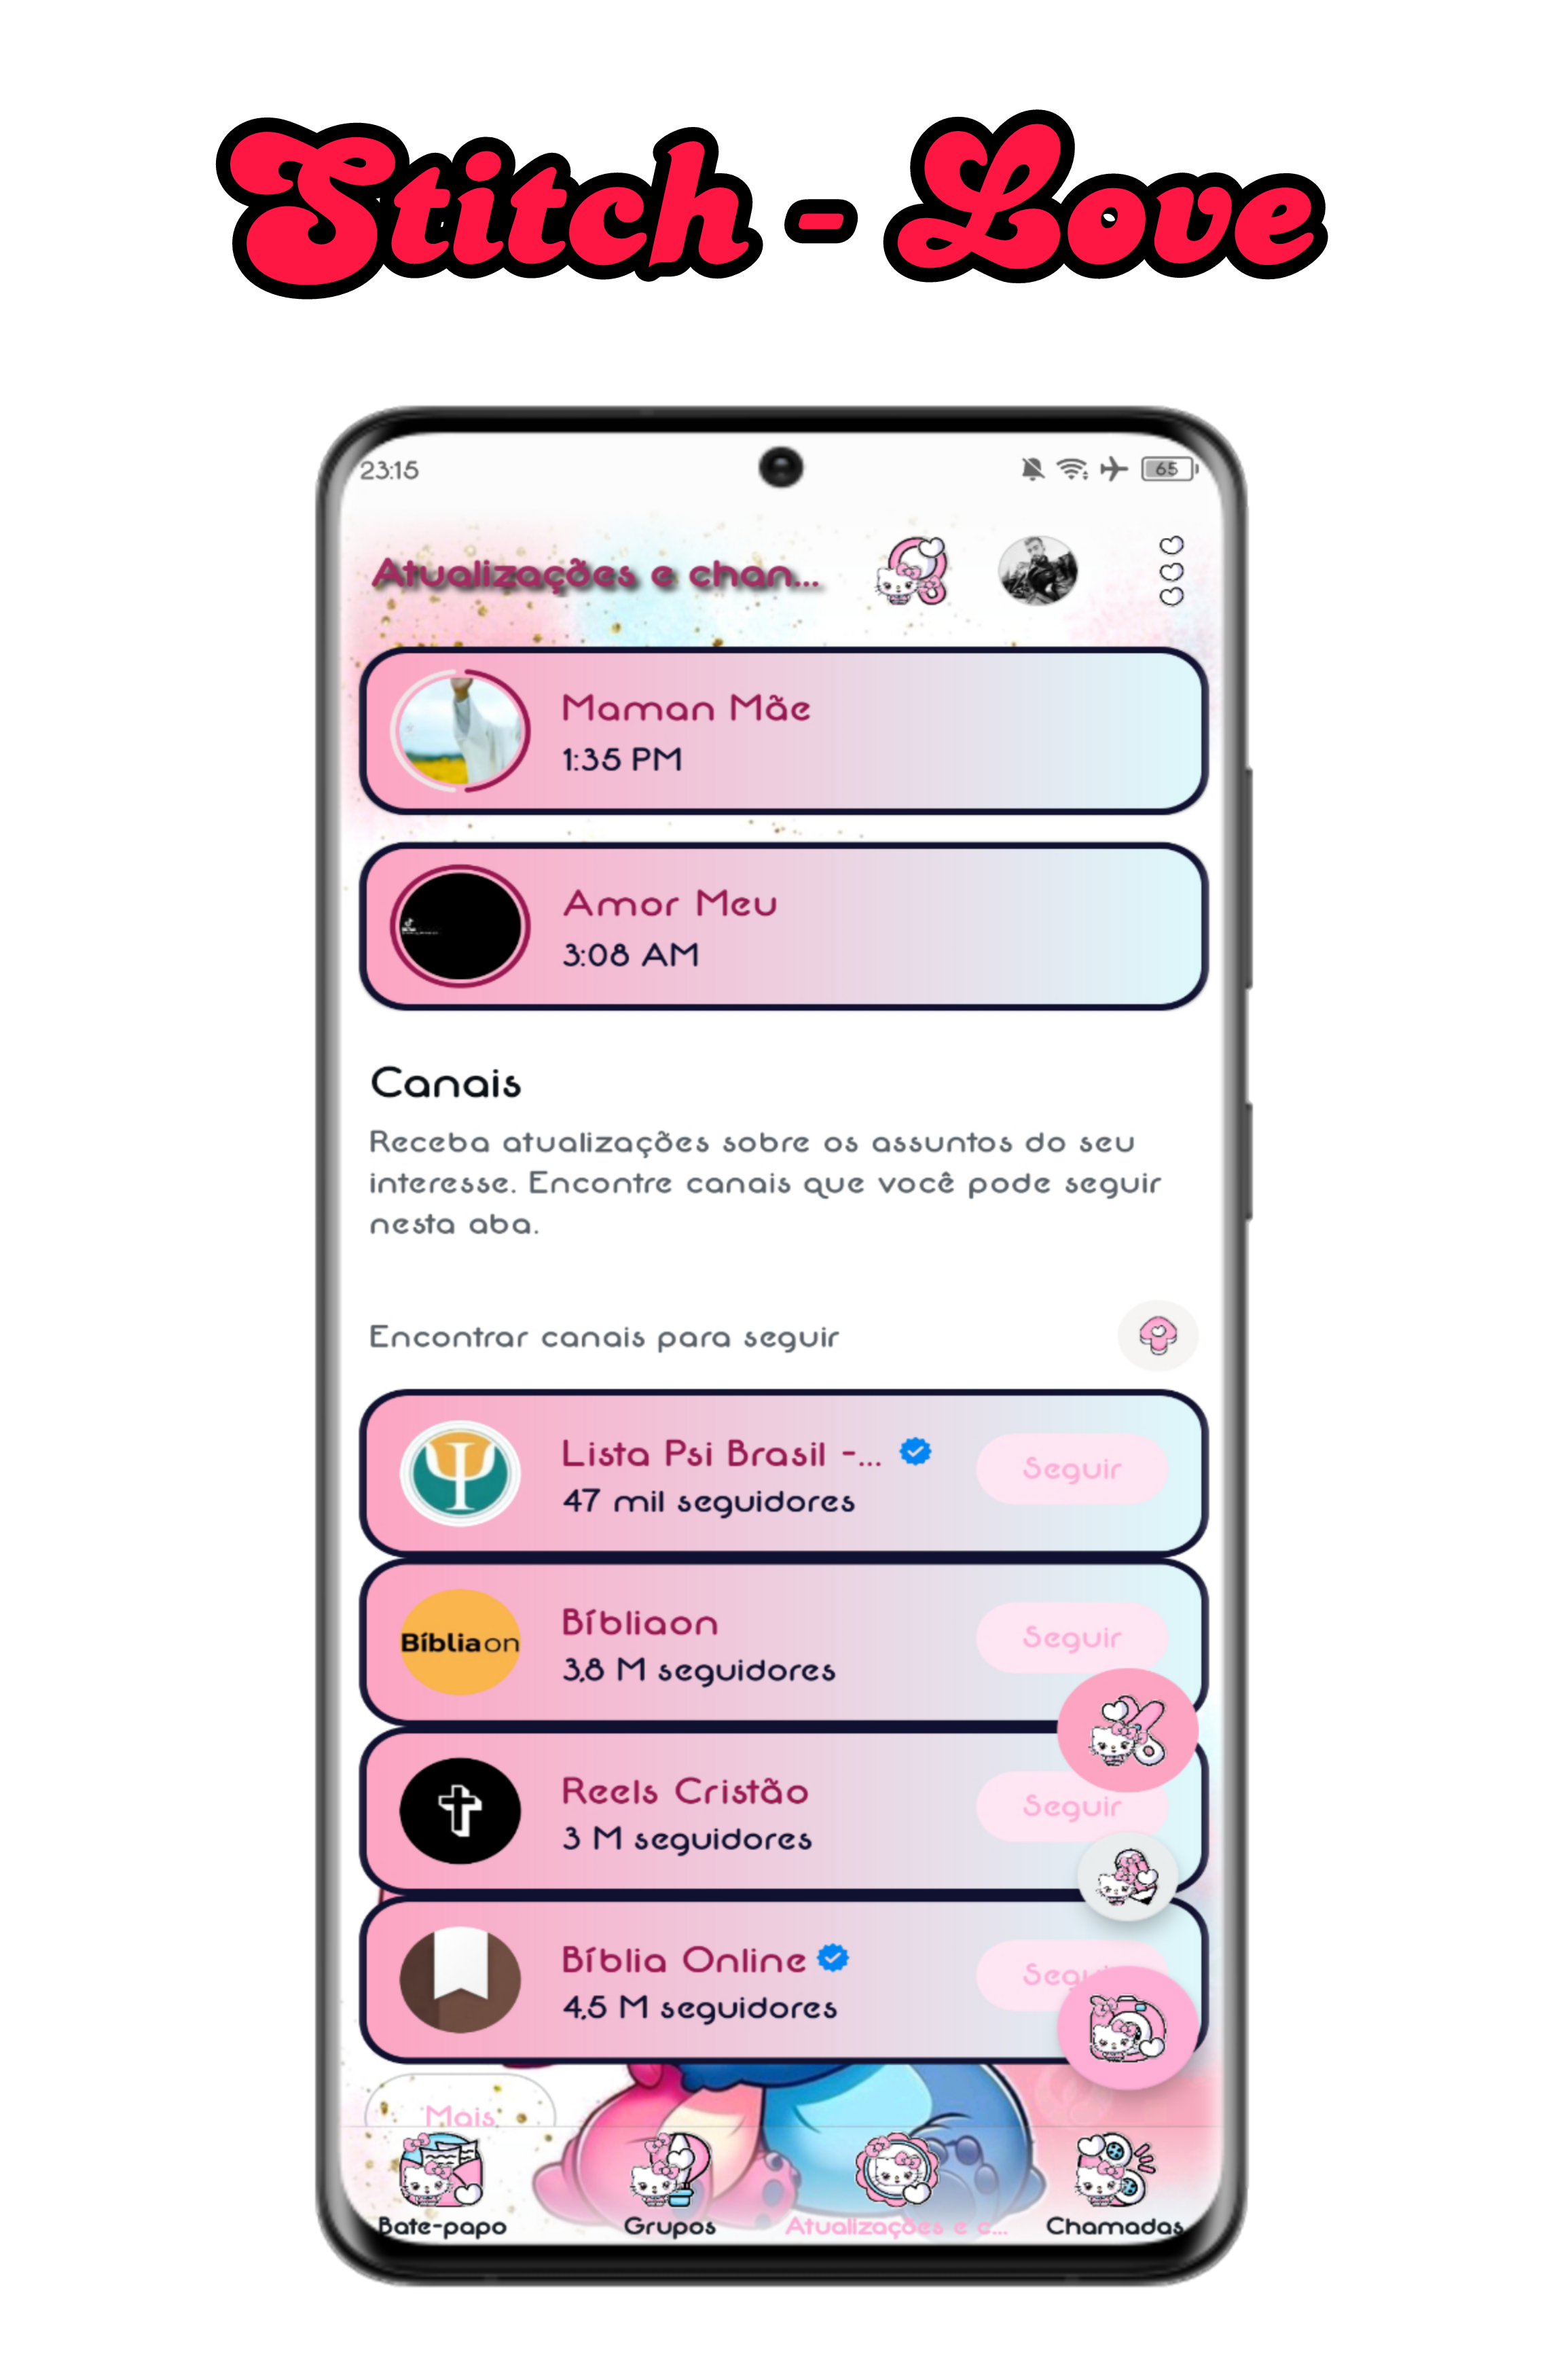 Stitch - Love
23:15
65
Atualizações e chan...
Maman Mãe
1:35 PM
Amor Meu
3:08 AM
Canais
Receba atualizações sobre os assuntos do seu
interesse. Encontre canais que você pode seguir
nesta aba.
Encontrar canais para seguir
Lista Psi Brasil -...
47 mil seguidores
Seguir
Bíbliaon
Bíbliaon
3,8 M seguidores
Seguir
Reels Cristão
3 M seguidores
Seguir
Bíblia Online
4,5 M seguidores
Mais
Bate-papo
Grupos
Atualizações e c...
Chamadas